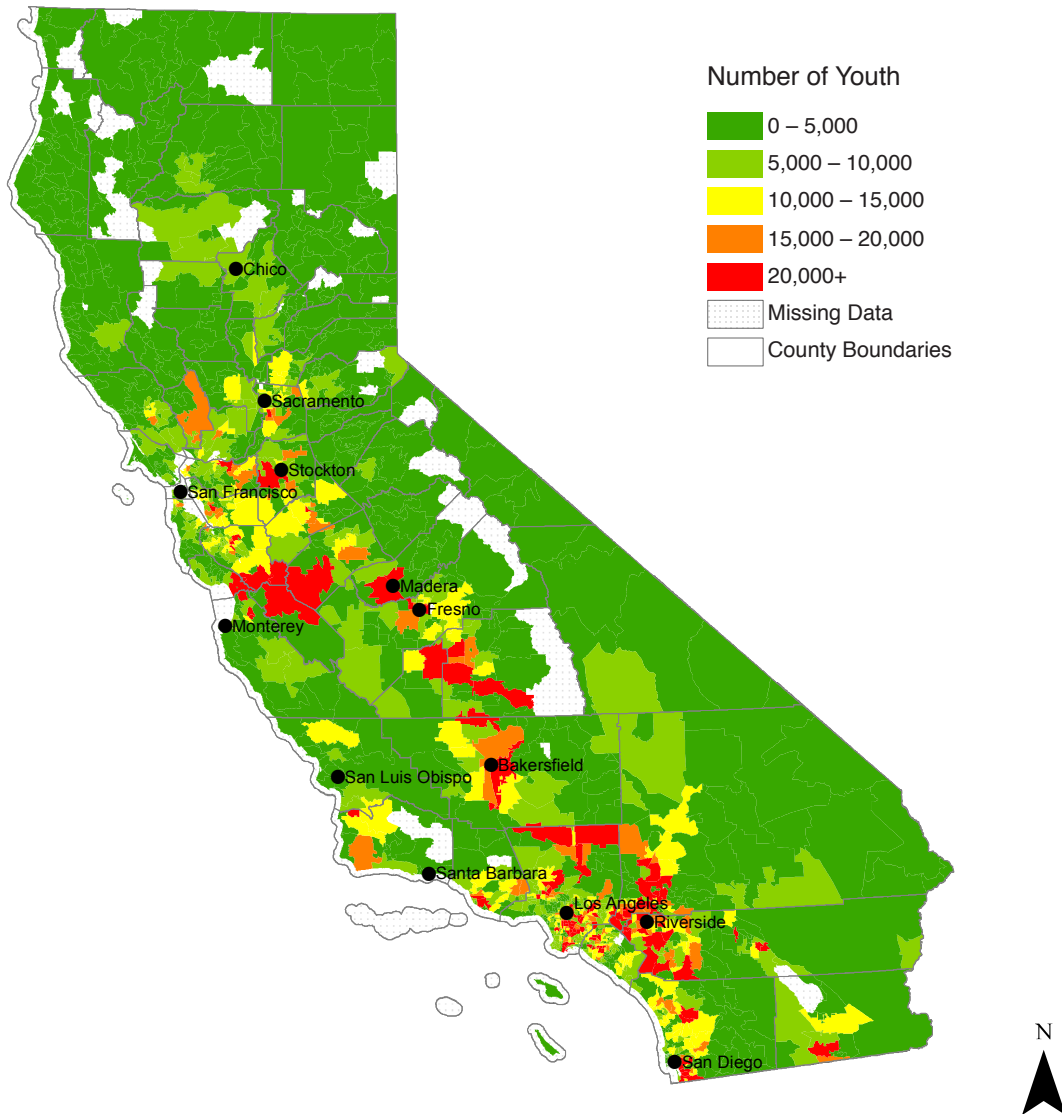 Number of Youth
0 – 5,000
5,000 – 10,000
10,000 – 15,000
15,000 – 20,000
20,000+
Missing Data
County Boundaries
Chico
Sacramento
Stockton
San Francisco
Madera
Fresno
Monterey
Bakersfield
San Luis Obispo
Santa Barbara
Los Angeles
Riverside
San Diego
N